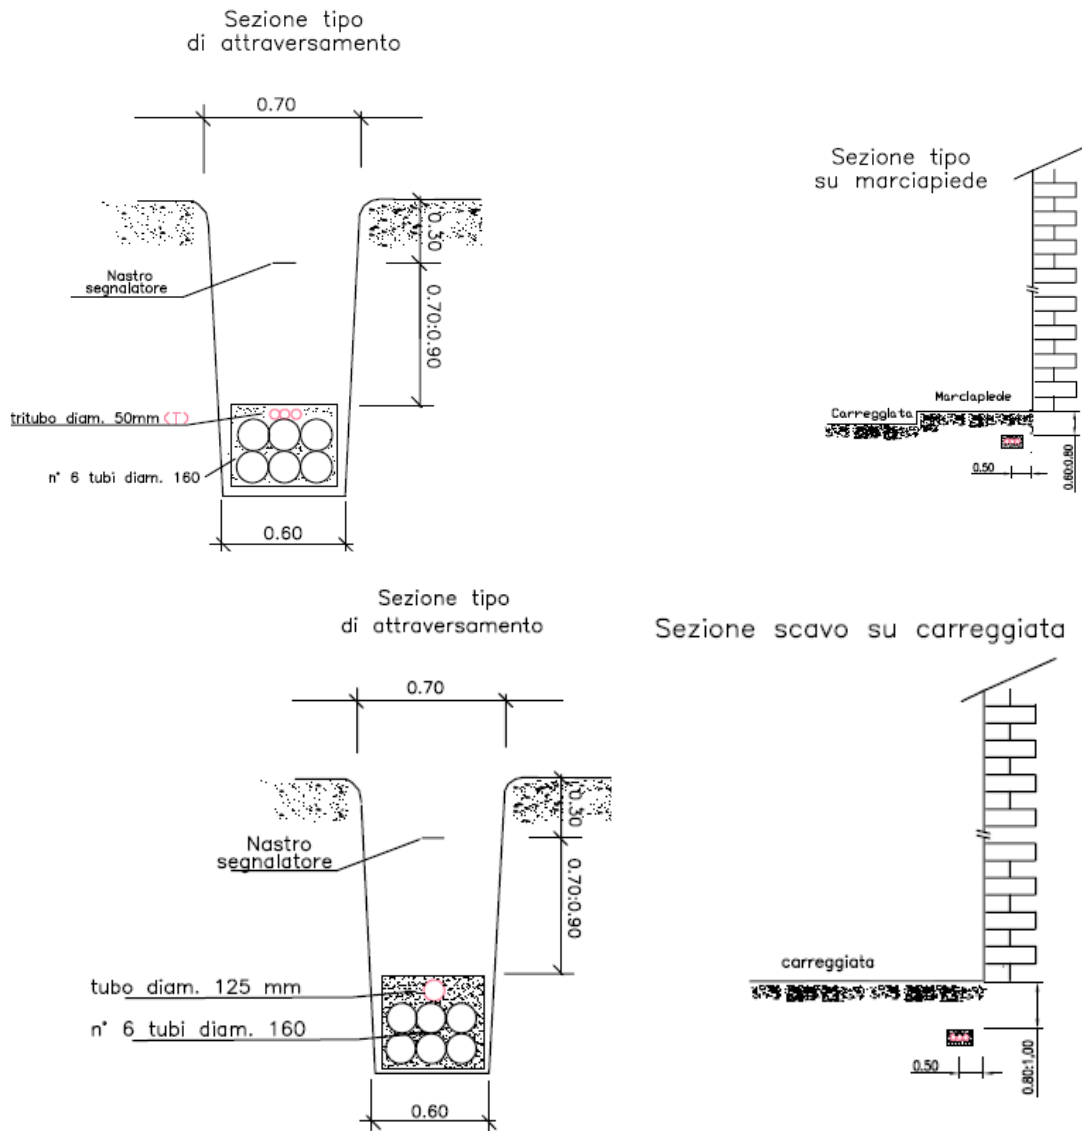 Sezione tipo
di attraversamento
0.70
0.30
Nastro
segnalatore
0.70:0.90
tritubo diam. 50mm (T)
n° 6 tubi diam. 160
0.60
Sezione tipo
su marciapiede
Marciapiede
Carreggiata
0.50
0.60:0.80
Sezione tipo
di attraversamento
0.70
0.30
Nastro
segnalatore
0.70:0.90
tubo diam. 125 mm
n° 6 tubi diam. 160
0.60
Sezione scavo su carreggiata
carreggiata
0.50
0.80:1,00